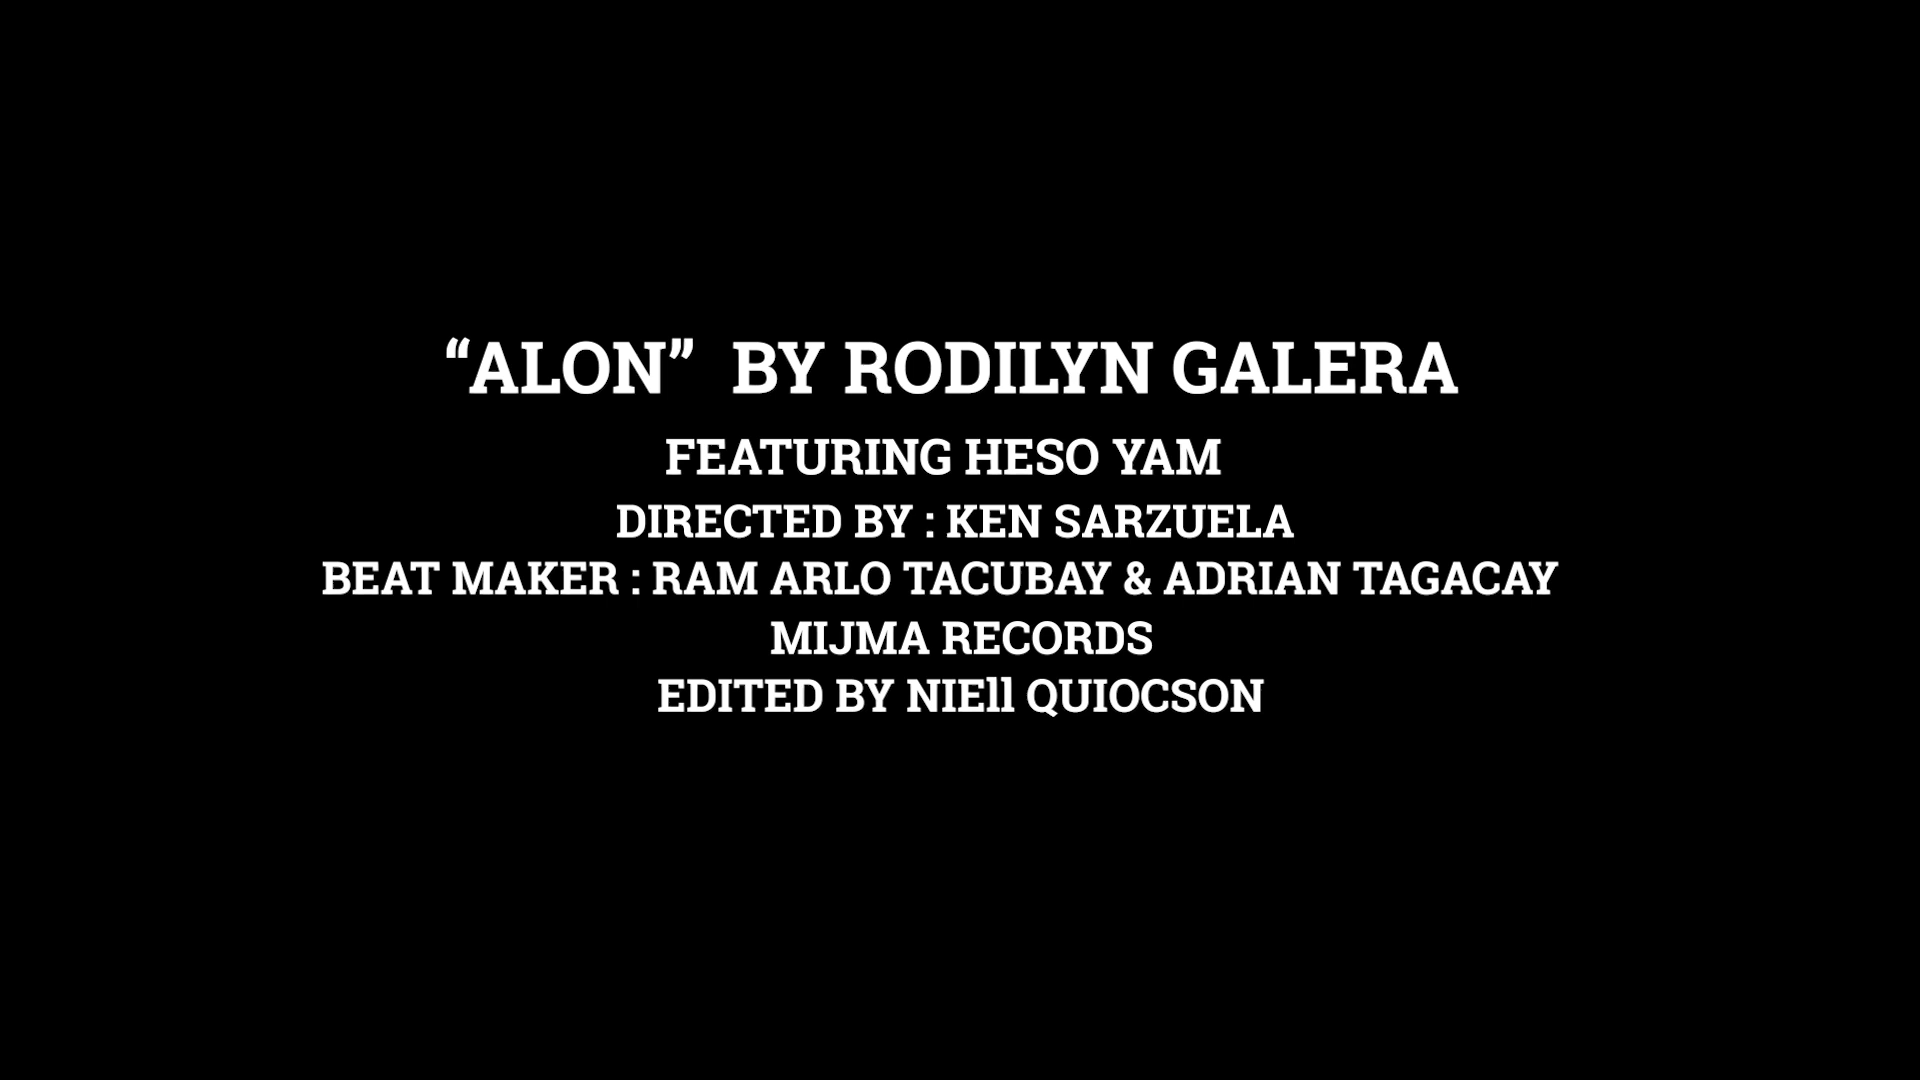 “ALON” BY RODILYN GALERA
FEATURING HESO YAM
DIRECTED BY : KEN SARZUELA
BEAT MAKER : RAM ARLO TACUBAY & ADRIAN TAGACAY
MIJMA RECORDS
EDITED BY NIEll QUIOCSON